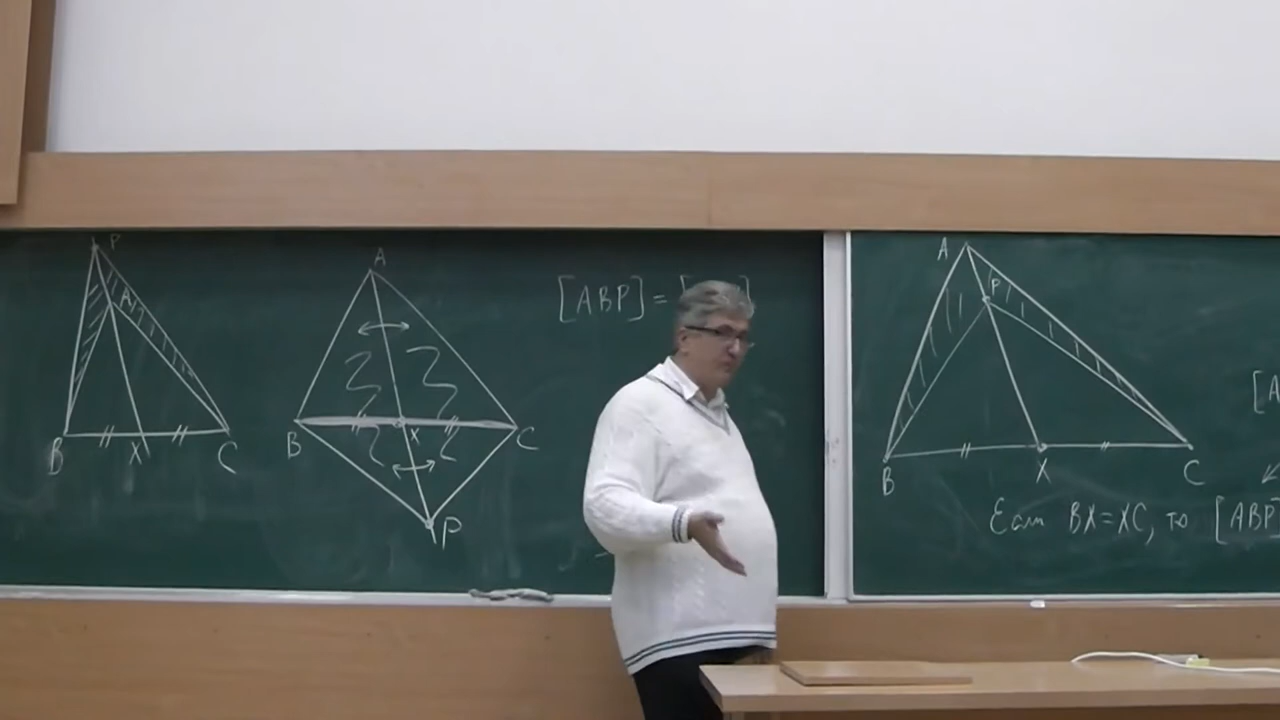 P
A
B
X
C
A
B
X
C
P
[ABP] =
A
P
B
X
C
[A
Если BX=XC, то [ABP